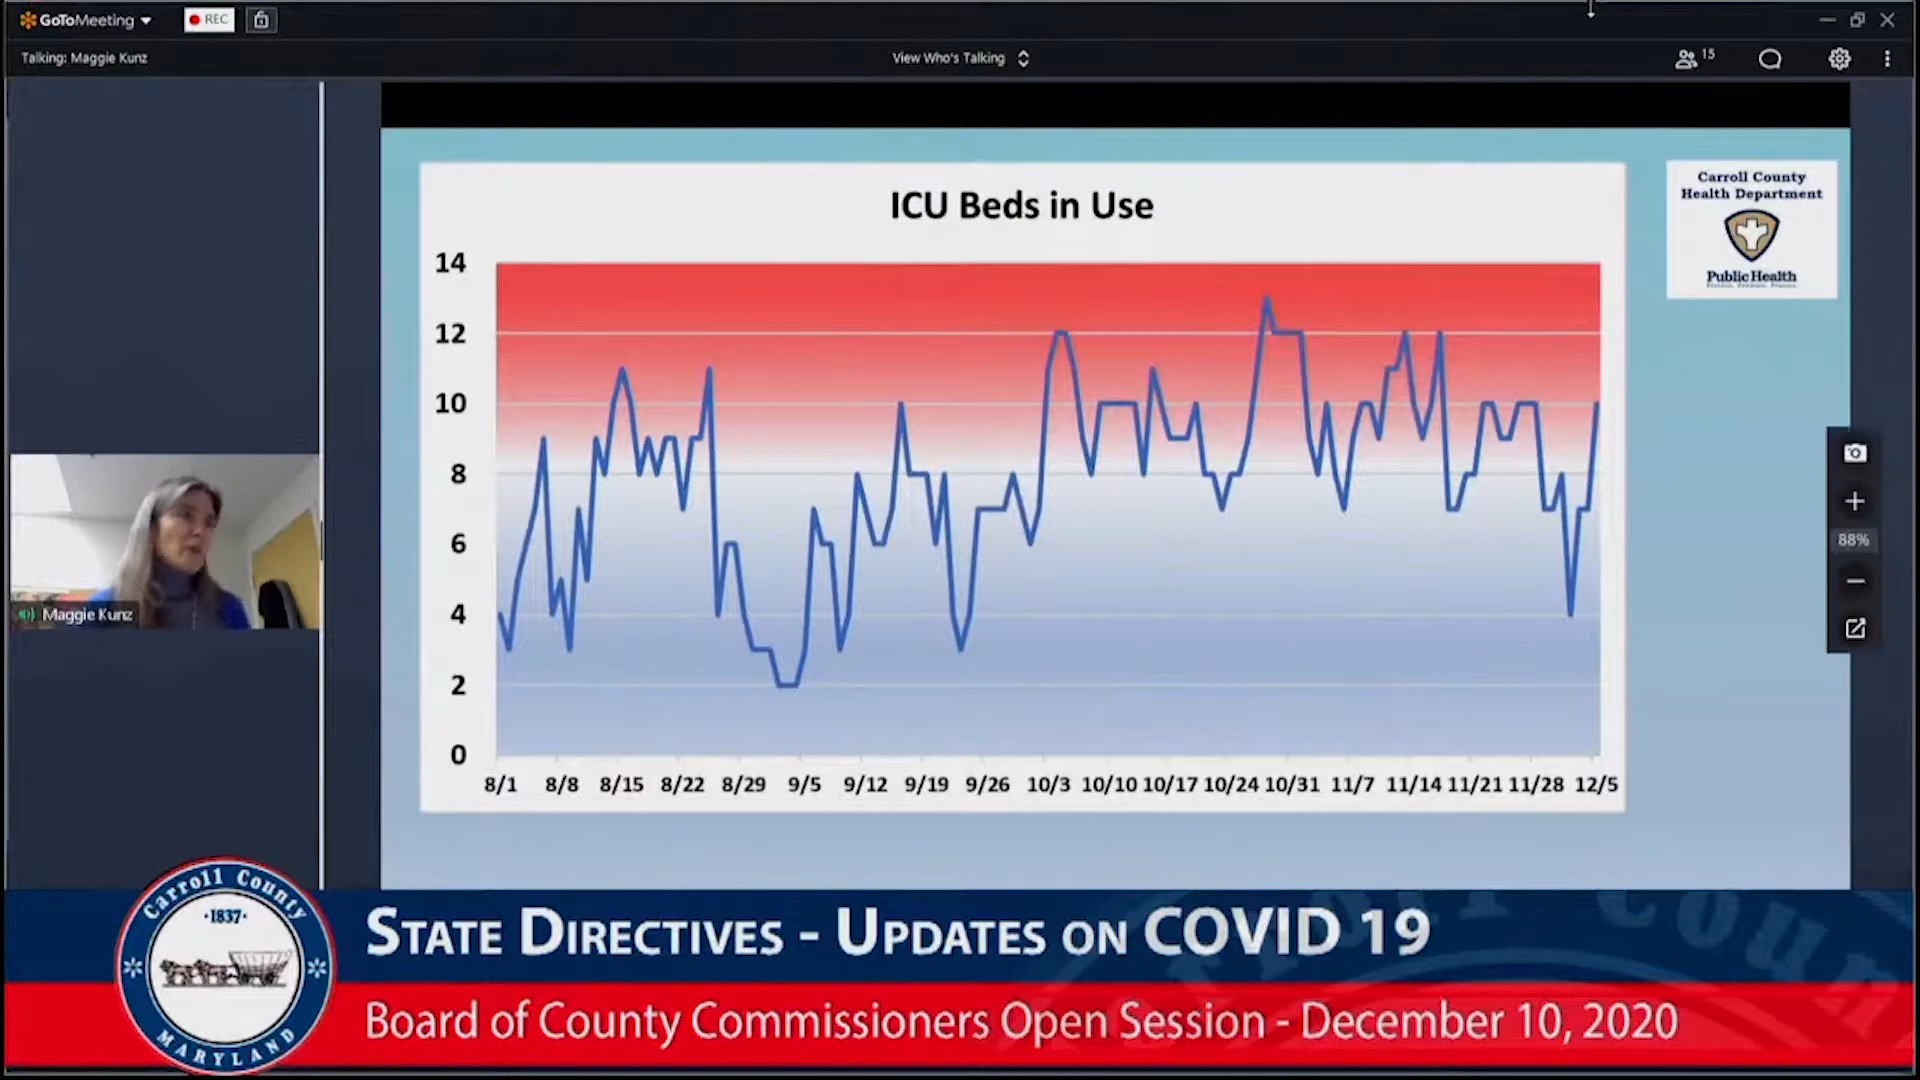 GoToMeeting
REC
Talking: Maggie Kunz
View Who's Talking
15
ICU Beds in Use
14
12
10
8
6
4
2
0
8/1 8/8 8/15 8/22 8/29 9/5 9/12 9/19 9/26 10/3 10/10 10/17 10/24 10/31 11/7 11/14 11/21 11/28 12/5
Carroll County
Health Department
Public Health
88%
Maggie Kunz
Carroll County
·1837·
MARYLAND
STATE DIRECTIVES - UPDATES ON COVID 19
Board of County Commissioners Open Session - December 10, 2020